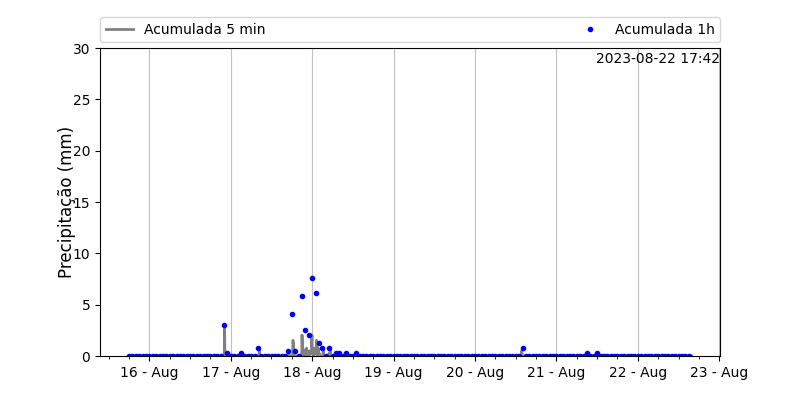 Acumulada 5 min
Acumulada 1h
2023-08-22 17:42
Precipitação (mm)
30
25
20
15
10
5
0
16 - Aug 17 - Aug 18 - Aug 19 - Aug 20 - Aug 21 - Aug 22 - Aug 23 - Aug